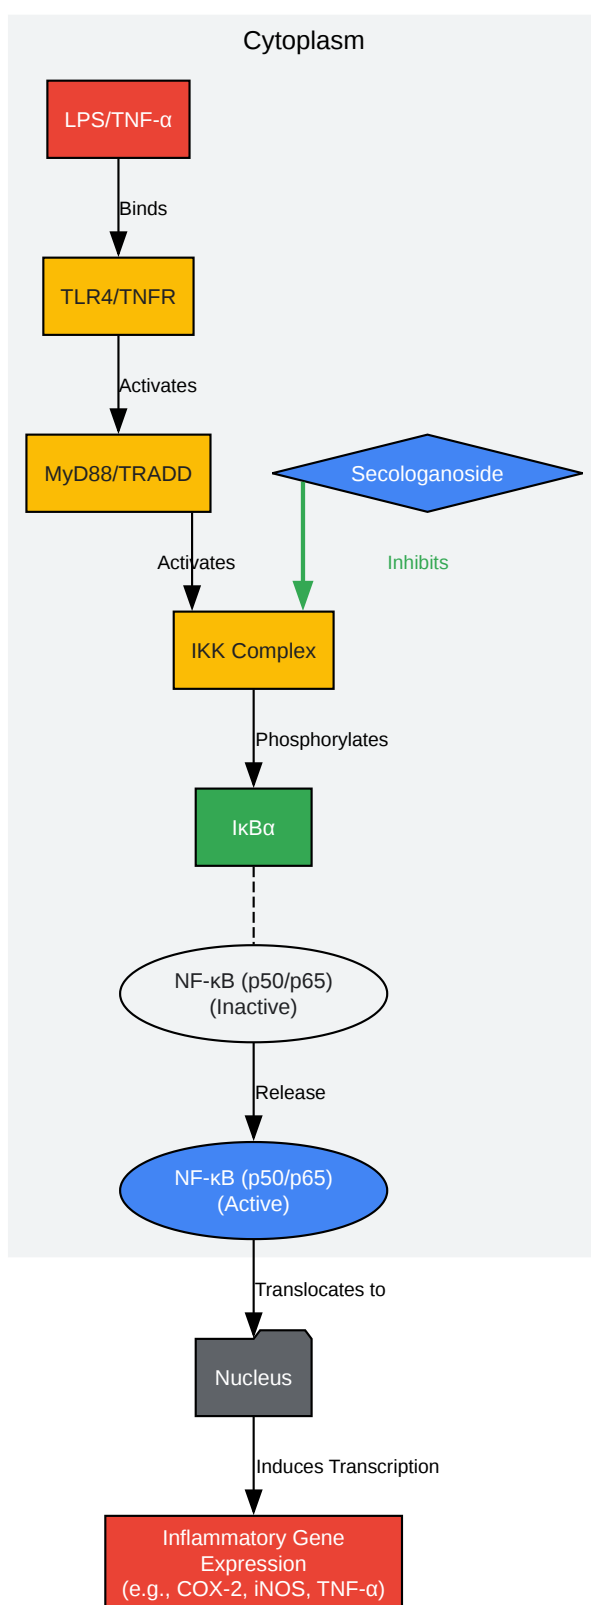 Cytoplasm
LPS/TNF-α
Binds
TLR4/TNFR
Activates
MyD88/TRADD
Secologanoside
Activates
Inhibits
IKK Complex
Phosphorylates
IκBα
NF-κB (p50/p65)
(Inactive)
Release
NF-κB (p50/p65)
(Active)
Translocates to
Nucleus
Induces Transcription
Inflammatory Gene
Expression
(e.g., COX-2, iNOS, TNF-α)